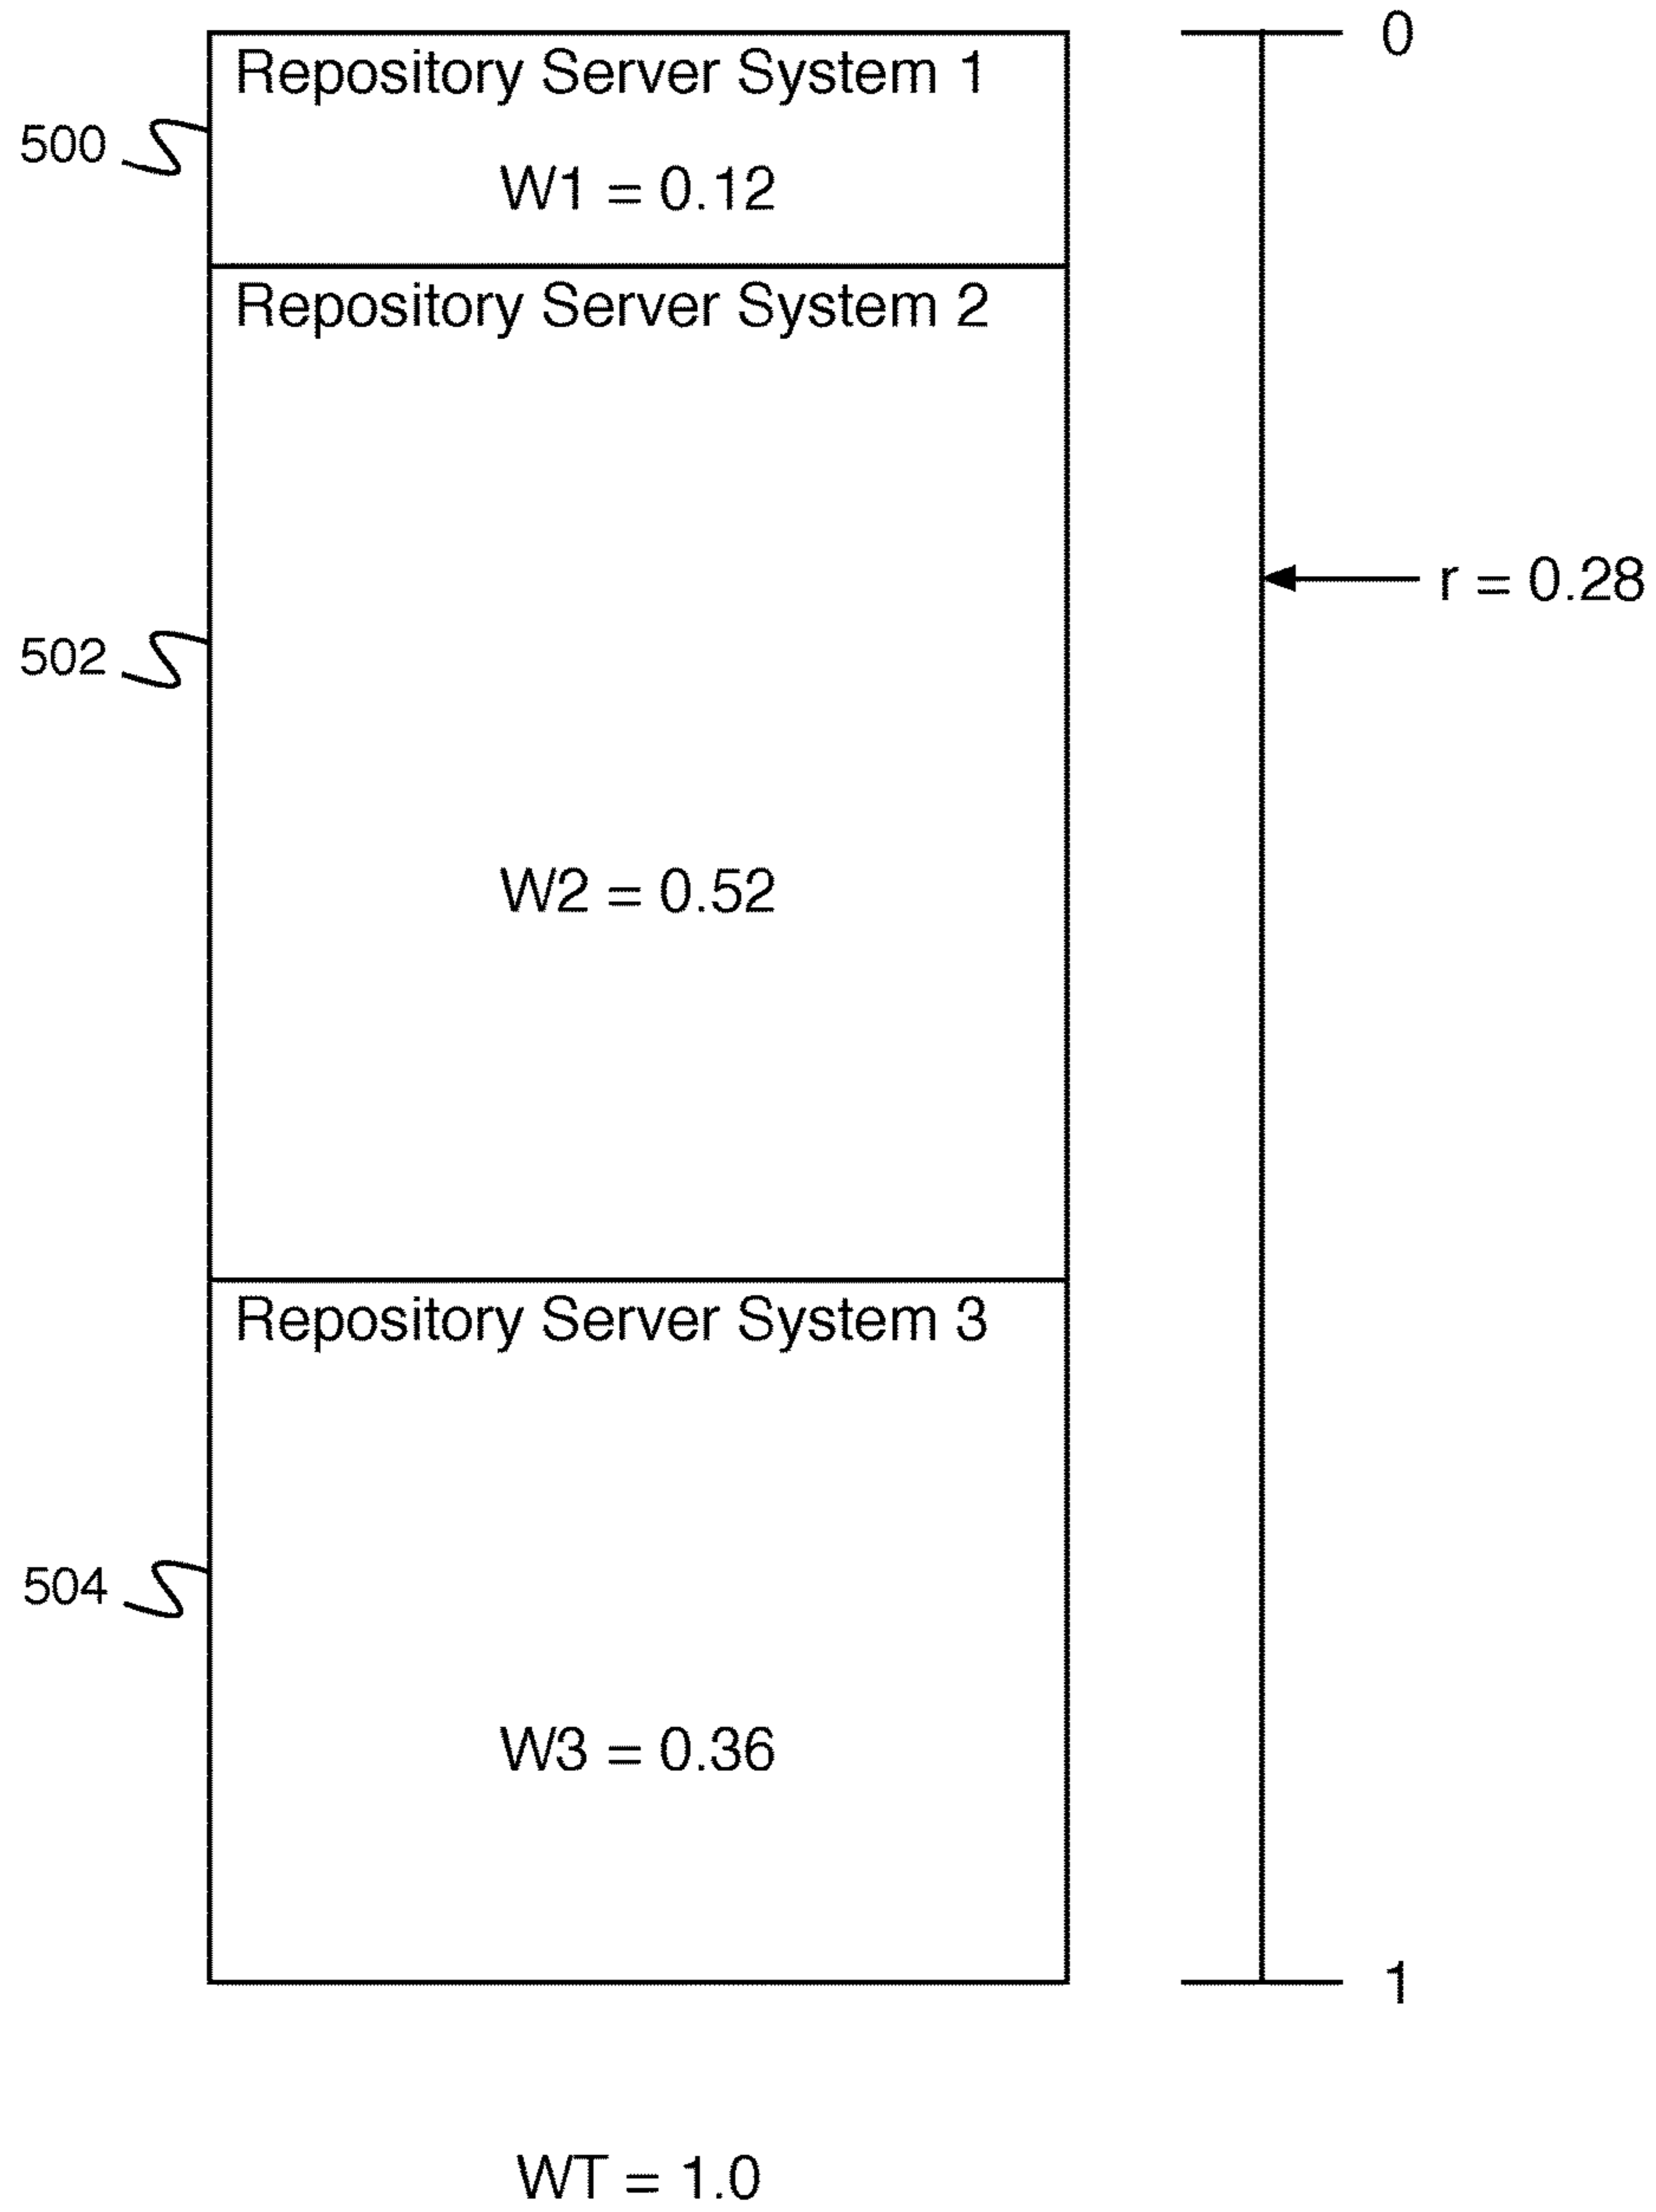 0
Repository Server System 1
500
W1 = 0.12
Repository Server System 2
r = 0.28
502
W2 = 0.52
Repository Server System 3
504
W3 = 0.36
1
WT = 1.0